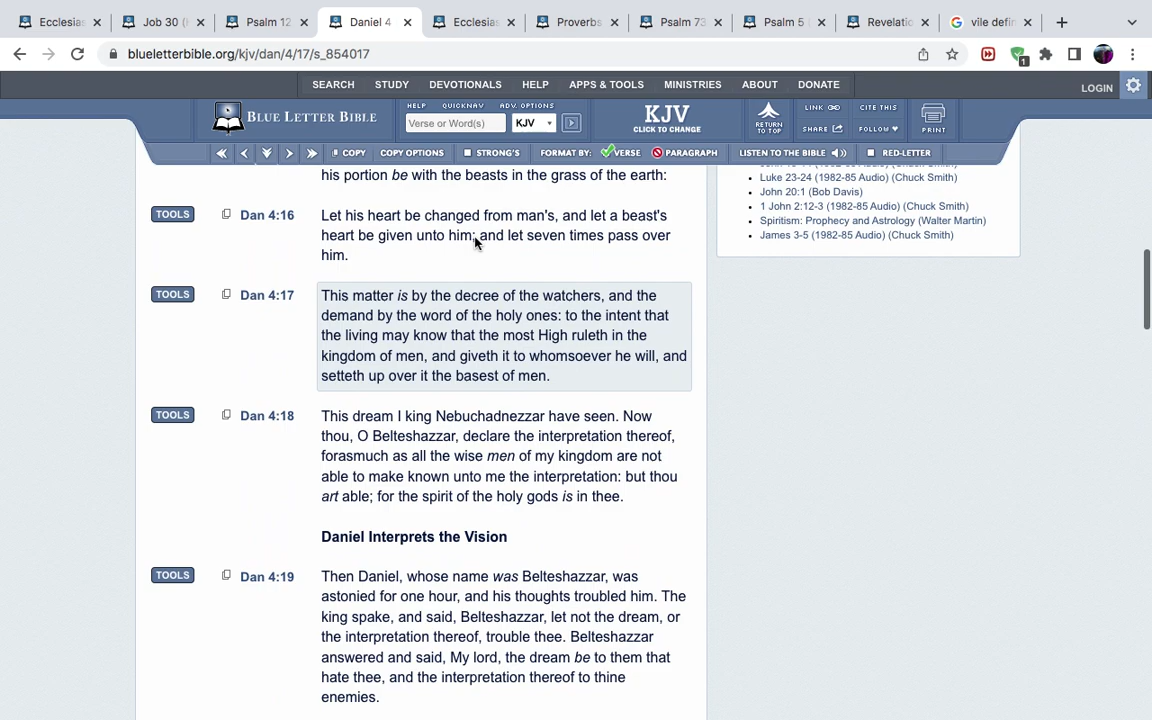 Ecclesias
Job 30 (
Psalm 12
Daniel 4
Ecclesias
Proverbs
Psalm 73
Psalm 5
Revelatio
vile defin
blueletterbible.org/kjv/dan/4/17/s_854017
1
SEARCH STUDY DEVOTIONALS HELP APPS & TOOLS MINISTRIES ABOUT DONATE LOGIN
BLUE LETTER BIBLE
HELP QUICKNAV ADV. OPTIONS
Verse or Word(s) KJV
KJV
CLICK TO CHANGE
RETURN
TO TOP
LINK CITE THIS
SHARE FOLLOW
PRINT
COPY COPY OPTIONS STRONG'S FORMAT BY: VERSE PARAGRAPH LISTEN TO THE BIBLE RED-LETTER
his portion be with the beasts in the grass of the earth:
TOOLS Dan 4:16 Let his heart be changed from man's, and let a beast's
heart be given unto him; and let seven times pass over
him.
TOOLS Dan 4:17 This matter is by the decree of the watchers, and the
demand by the word of the holy ones: to the intent that
the living may know that the most High ruleth in the
kingdom of men, and giveth it to whomsoever he will, and
setteth up over it the basest of men.
TOOLS Dan 4:18 This dream I king Nebuchadnezzar have seen. Now
thou, O Belteshazzar, declare the interpretation thereof,
forasmuch as all the wise men of my kingdom are not
able to make known unto me the interpretation: but thou
art able; for the spirit of the holy gods is in thee.
Daniel Interprets the Vision
TOOLS Dan 4:19 Then Daniel, whose name was Belteshazzar, was
astonied for one hour, and his thoughts troubled him. The
king spake, and said, Belteshazzar, let not the dream, or
the interpretation thereof, trouble thee. Belteshazzar
answered and said, My lord, the dream be to them that
hate thee, and the interpretation thereof to thine
enemies.
Luke 23-24 (1982-85 Audio) (Chuck Smith)
John 20:1 (Bob Davis)
1 John 2:12-3 (1982-85 Audio) (Chuck Smith)
Spiritism: Prophecy and Astrology (Walter Martin)
James 3-5 (1982-85 Audio) (Chuck Smith)